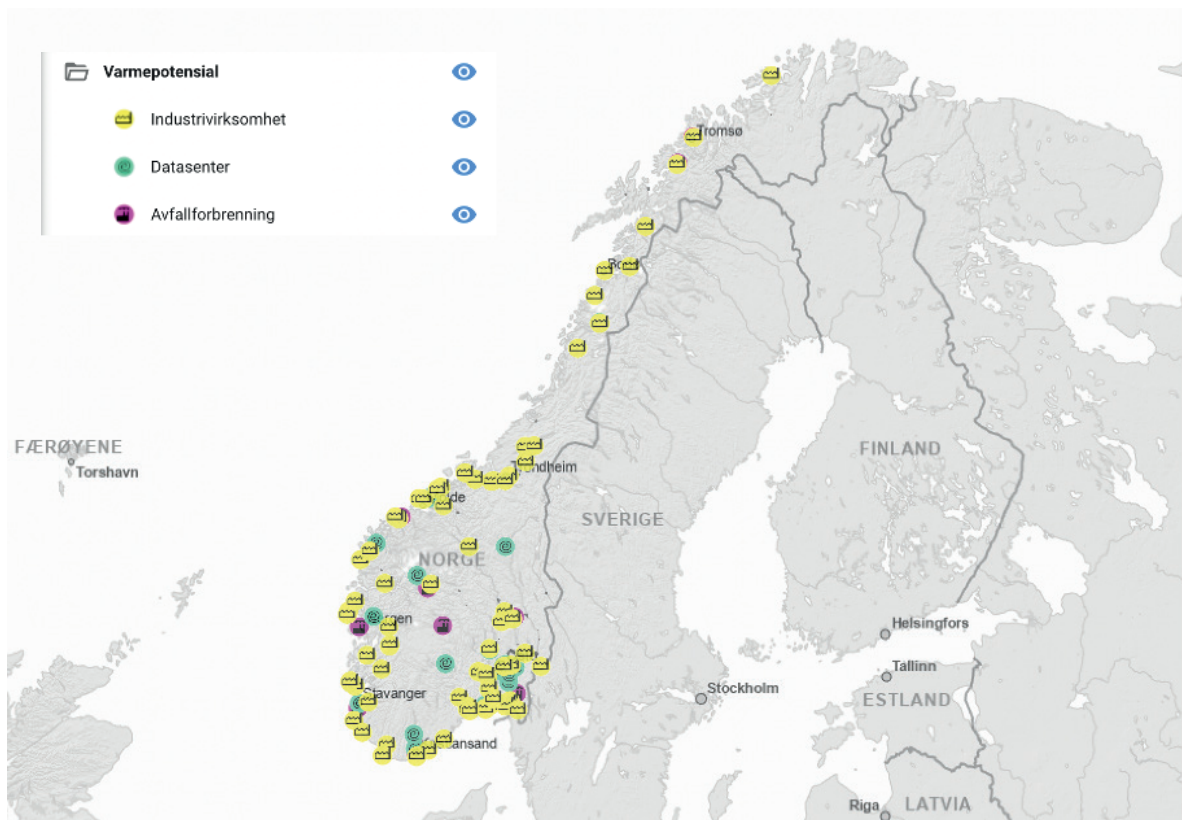 Varmepotensial
Industrivirksomhet
Datasenter
Avfallforbrenning
Tromsø
FÆRØYENE
Torshavn
FINLAND
SVERIGE
NORGE
Stavanger
Helsingfors
Tallinn
Stockholm
ESTLAND
Riga
LATVIA